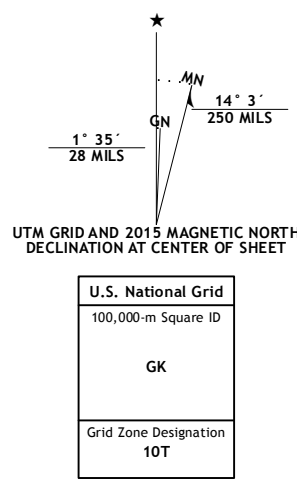 ★
MN
GN
14° 3´
250 MILS
1° 35´
28 MILS
UTM GRID AND 2015 MAGNETIC NORTH
DECLINATION AT CENTER OF SHEET
U.S. National Grid
100,000-m Square ID
GK
Grid Zone Designation
10T